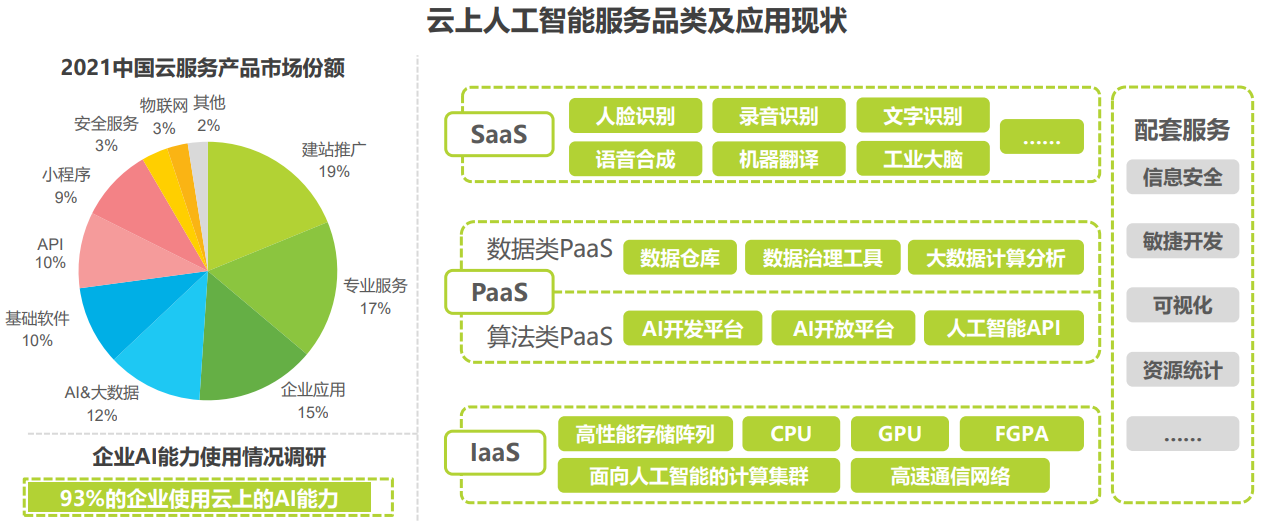 云上人工智能服务品类及应用现状
2021中国云服务产品市场份额
其他
2%
物联网
3%
安全服务
3%
小程序
9%
API
10%
基础软件
10%
AI&大数据
12%
企业应用
15%
专业服务
17%
建站推广
19%
企业AI能力使用情况调研
93%的企业使用云上的AI能力
SaaS
人脸识别
录音识别
文字识别
语音合成
机器翻译
工业大脑
……
PaaS
数据类PaaS
数据仓库
数据治理工具
大数据计算分析
算法类PaaS
AI开发平台
AI开放平台
人工智能API
IaaS
高性能存储阵列
CPU
GPU
FGPA
面向人工智能的计算集群
高速通信网络
配套服务
信息安全
敏捷开发
可视化
资源统计
……